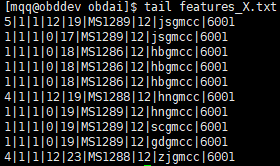 [mqq@obddev obdai]$ tail features_X.txt
5|1|1|12|19|MS1289|12|jsgmcc|6001
1|1|1|0|17|MS1289|12|jsgmcc|6001
1|1|1|0|18|MS1286|12|hbgmcc|6001
1|1|1|0|18|MS1286|12|hbgmcc|6001
1|1|1|0|18|MS1286|12|hbgmcc|6001
4|1|1|12|19|MS1288|12|hngmcc|6001
1|1|1|0|19|MS1289|12|hngmcc|6001
1|1|1|0|19|MS1289|12|scgmcc|6001
1|1|1|0|19|MS1289|12|gdgmcc|6001
4|1|1|12|23|MS1288|12|zjgmcc|6001